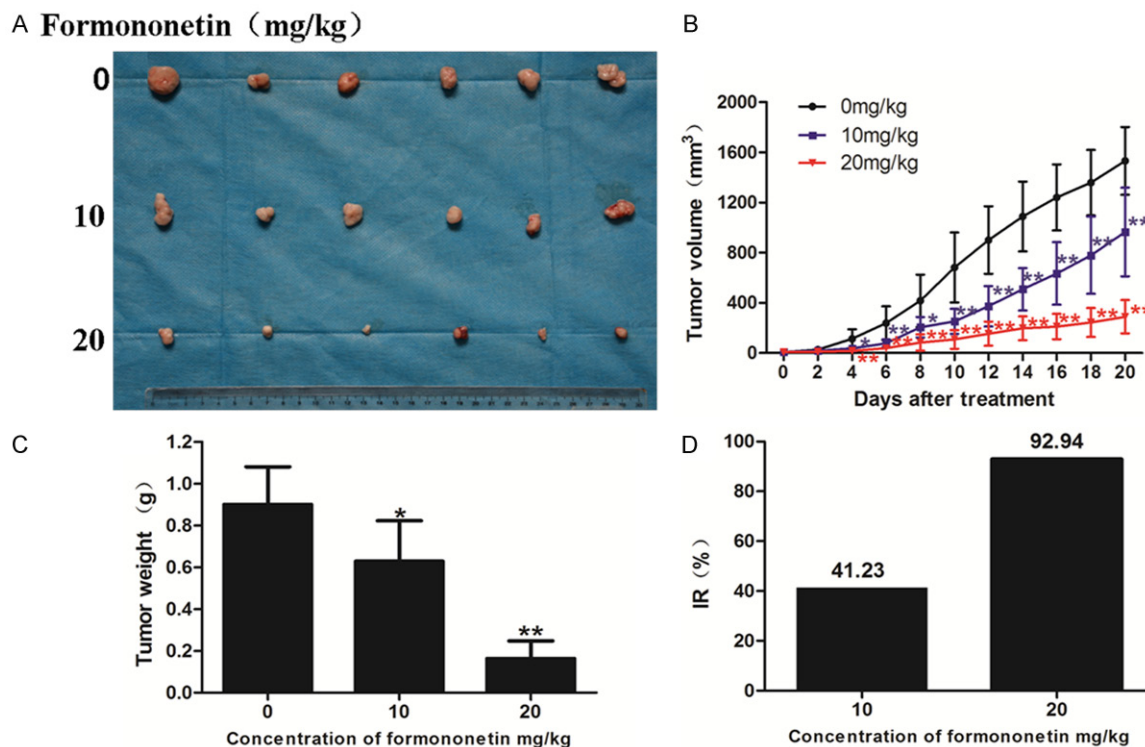 A Formononetin（mg/kg）
0
10
20
B
0mg/kg
10mg/kg
20mg/kg
Tumor volume（mm³）
2000
1600
1200
800
400
0
* ** * ** ** ** ** ** **
** ** ** ** ** ** ** ** **
0 2 4 6 8 10 12 14 16 18 20
Days after treatment
C
Tumor weight（g）
1.2
1.0
0.8
0.6
0.4
0.2
0.0
*
**
0 10 20
Concentration of formononetin mg/kg
D
IR（%）
100
80
60
40
20
0
41.23
92.94
10 20
Concentration of formononetin mg/kg